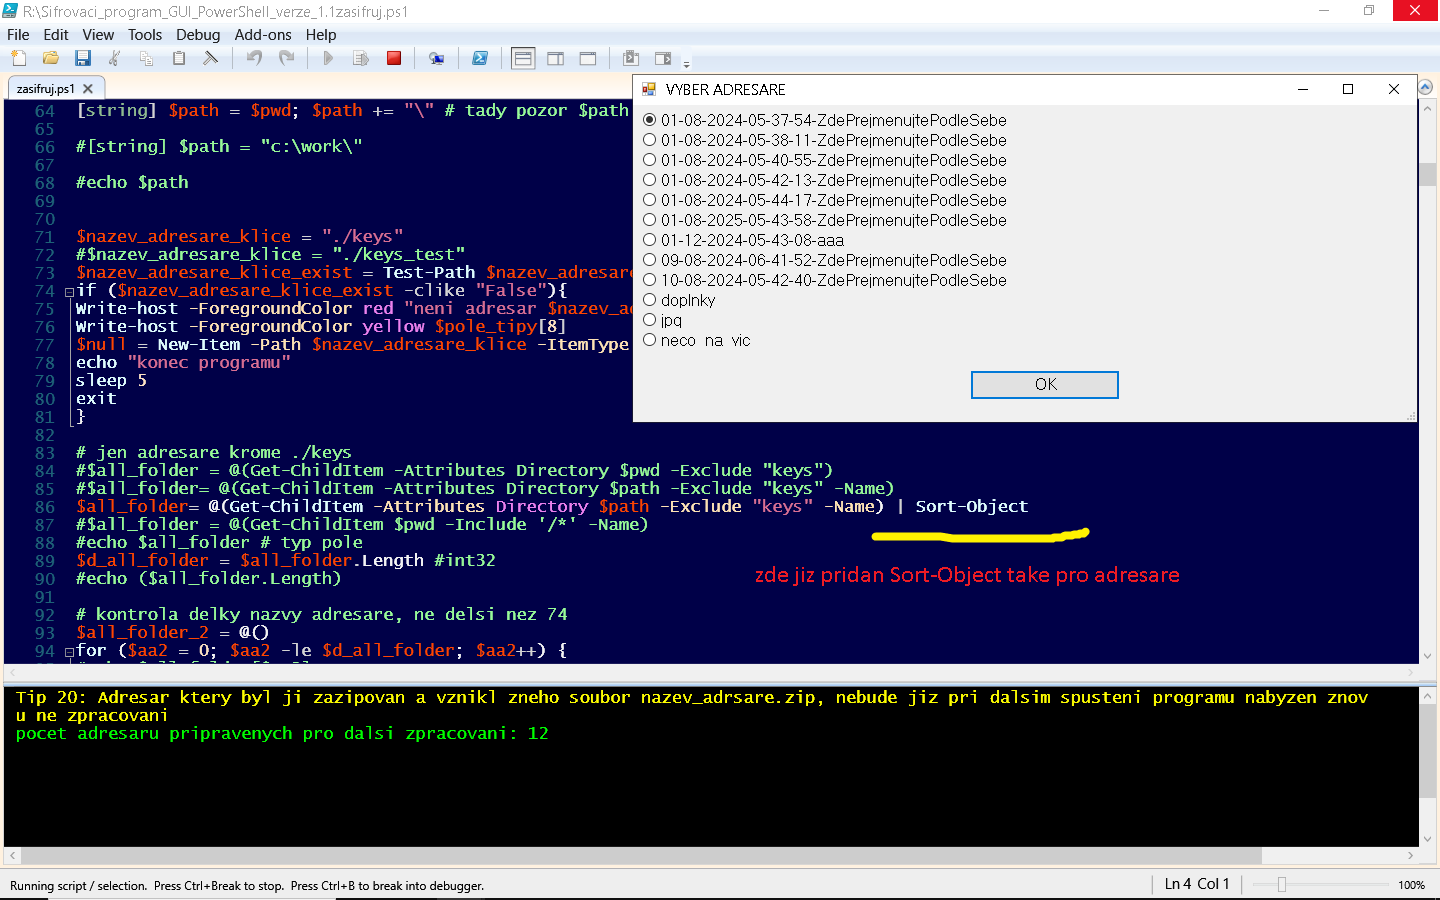 R:\Sifrovaci_program_GUI_PowerShell_verze_1.1zasifruj.ps1
File Edit View Tools Debug Add-ons Help
zasifruj.ps1
64 [string] $path = $pwd; $path += "\" # tady pozor $path
65
66 #[string] $path = "c:\work\"
67
68 #echo $path
69
70
71 $nazev_adresare_klice = "./keys"
72 #$nazev_adresare_klice = "./keys_test"
73 $nazev_adresare_klice_exist = Test-Path $nazev_adresar
74 if ($nazev_adresare_klice_exist -clike "False"){
75 Write-host -ForegroundColor red "neni adresar $nazev_a
76 Write-host -ForegroundColor yellow $pole_tipy[8]
77 $null = New-Item -Path $nazev_adresare_klice -ItemType
78 echo "konec programu"
79 sleep 5
80 exit
81 }
82
83 # jen adresare krome ./keys
84 #$all_folder = @(Get-ChildItem -Attributes Directory $pwd -Exclude "keys")
85 #$all_folder= @(Get-ChildItem -Attributes Directory $path -Exclude "keys" -Name)
86 $all_folder= @(Get-ChildItem -Attributes Directory $path -Exclude "keys" -Name) | Sort-Object
87 #$all_folder = @(Get-ChildItem $pwd -Include '/*' -Name)
88 #echo $all_folder # typ pole
89 $d_all_folder = $all_folder.Length #int32
90 #echo ($all_folder.Length)
91
92 # kontrola delky nazvy adresare, ne delsi nez 74
93 $all_folder_2 = @()
94 for ($aa2 = 0; $aa2 -le $d_all_folder; $aa2++) {
VYBER ADRESARE
01-08-2024-05-37-54-ZdePrejmenujtePodleSebe
01-08-2024-05-38-11-ZdePrejmenujtePodleSebe
01-08-2024-05-40-55-ZdePrejmenujtePodleSebe
01-08-2024-05-42-13-ZdePrejmenujtePodleSebe
01-08-2024-05-44-17-ZdePrejmenujtePodleSebe
01-08-2025-05-43-58-ZdePrejmenujtePodleSebe
01-12-2024-05-43-08-aaa
09-08-2024-06-41-52-ZdePrejmenujtePodleSebe
10-08-2024-05-42-40-ZdePrejmenujtePodleSebe
doplnky
jpq
neco na vic
OK
zde jiz pridan Sort-Object take pro adresare
Tip 20: Adresar ktery byl ji zazipovan a vznikl zneho soubor nazev_adrsare.zip, nebude jiz pri dalsim spusteni programu nabyzen znov
u ne zpracovani
pocet adresaru pripravenych pro dalsi zpracovani: 12
Running script / selection. Press Ctrl+Break to stop. Press Ctrl+B to break into debugger.
Ln 4 Col 1
100%